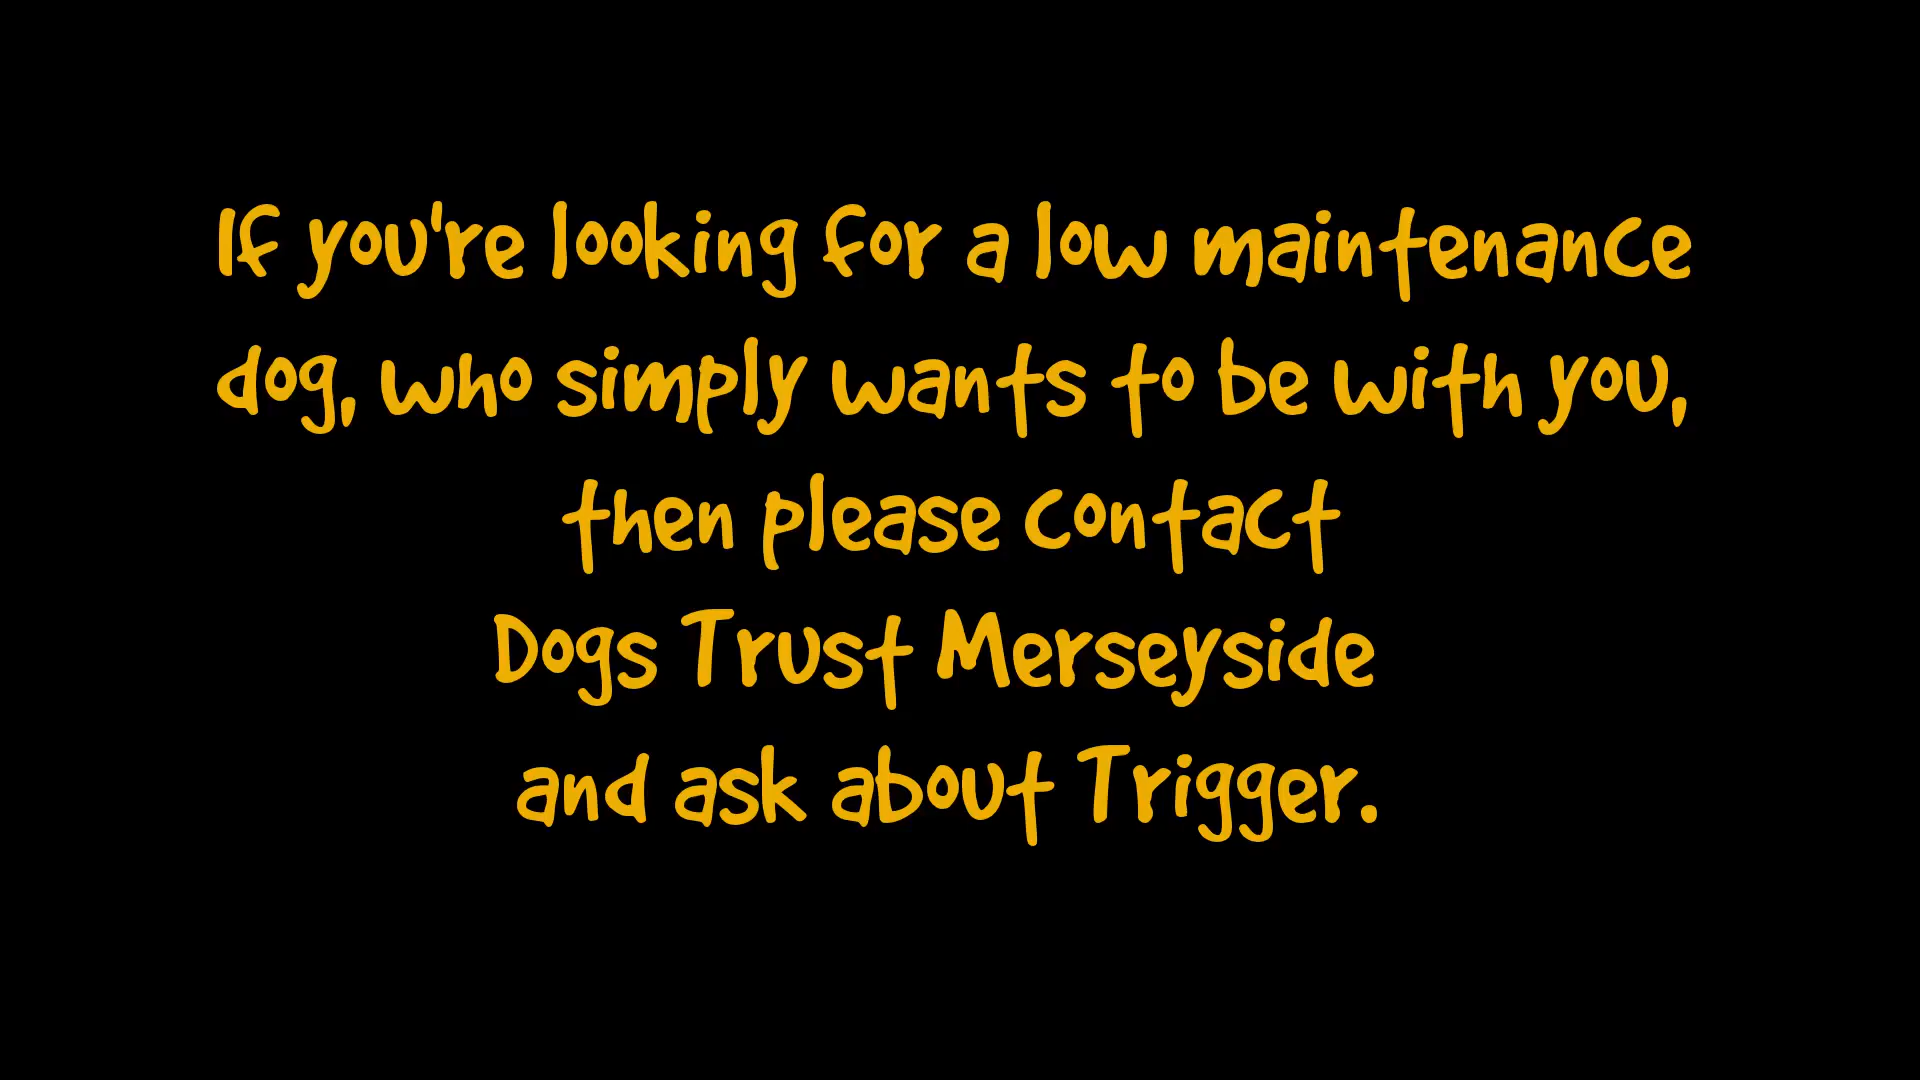 If you're looking for a low maintenance
dog, who simply wants to be with you,
then please contact
Dogs Trust Merseyside
and ask about Trigger.